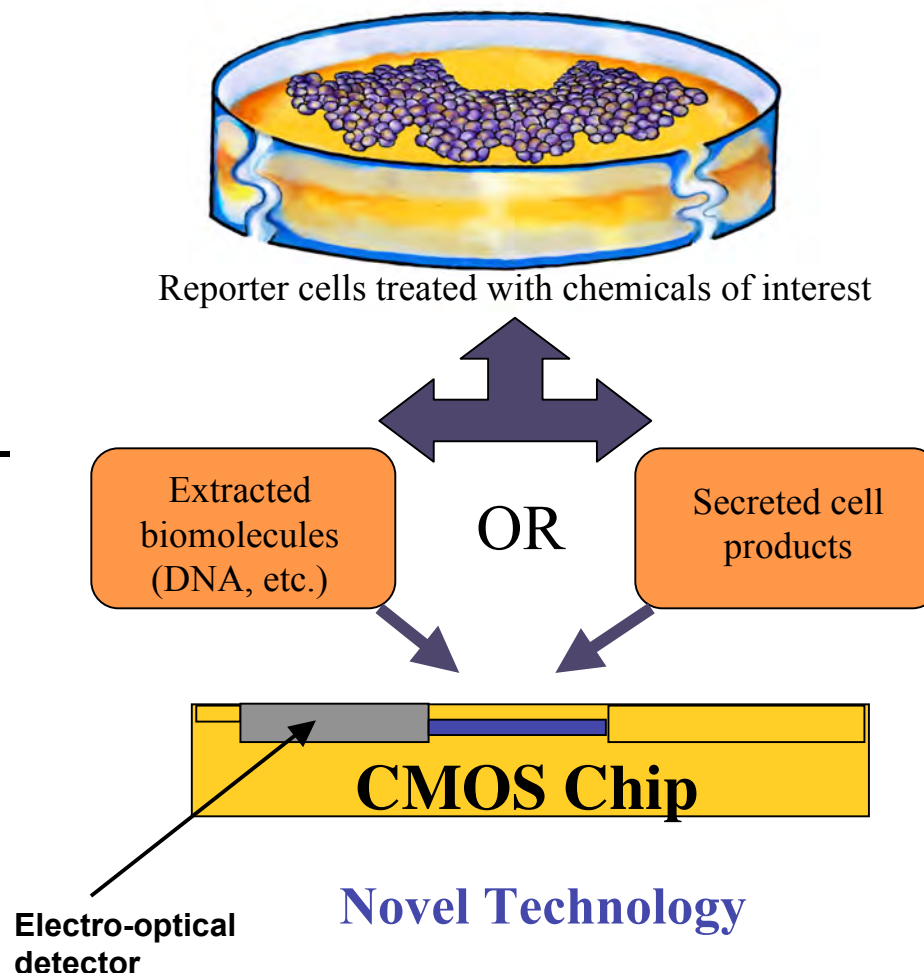 Reporter cells treated with chemicals of interest
Extracted
biomolecules
(DNA, etc.)
OR
Secreted cell
products
CMOS Chip
Novel Technology
Electro-optical
detector